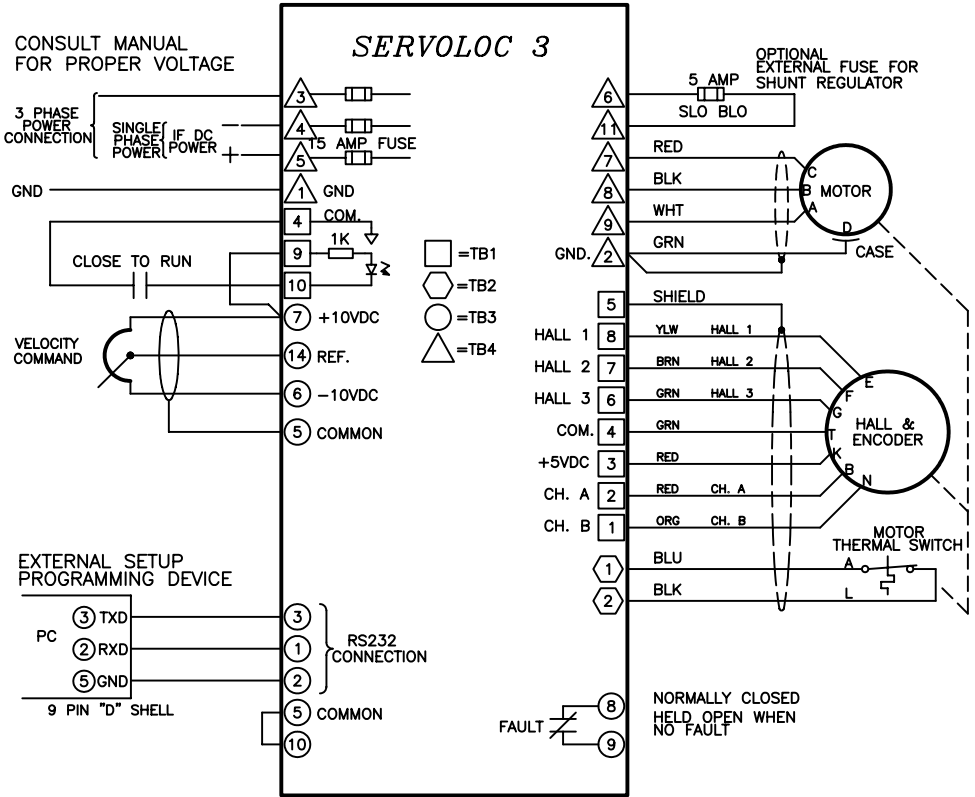 SERVOLOC 3
CONSULT MANUAL
FOR PROPER VOLTAGE
3 PHASE
POWER
CONNECTION
SINGLE
PHASE
POWER
IF DC
POWER
−
+
3
4
15 AMP FUSE
5
GND
1 GND
4 COM.
9 1K
CLOSE TO RUN
10
7 +10VDC
VELOCITY
COMMAND
14 REF.
6 −10VDC
5 COMMON
=TB1
=TB2
=TB3
=TB4
EXTERNAL SETUP
PROGRAMMING DEVICE
PC
3 TXD
2 RXD
5 GND
9 PIN "D" SHELL
3
1
2
RS232
CONNECTION
5 COMMON
10
OPTIONAL
EXTERNAL FUSE FOR
SHUNT REGULATOR
5 AMP
SLO BLO
6
11
7 RED C
8 BLK B MOTOR
9 WHT A
GND. 2 GRN D
CASE
5 SHIELD
HALL 1 8 YLW HALL 1 E
HALL 2 7 BRN HALL 2 F
HALL 3 6 GRN HALL 3 G
COM. 4 GRN T
HALL &
ENCODER
+5VDC 3 RED K
CH. A 2 RED CH. A B
CH. B 1 ORG CH. B N
MOTOR
THERMAL SWITCH
1 BLU A
2 BLK L
FAULT
8
9
NORMALLY CLOSED
HELD OPEN WHEN
NO FAULT